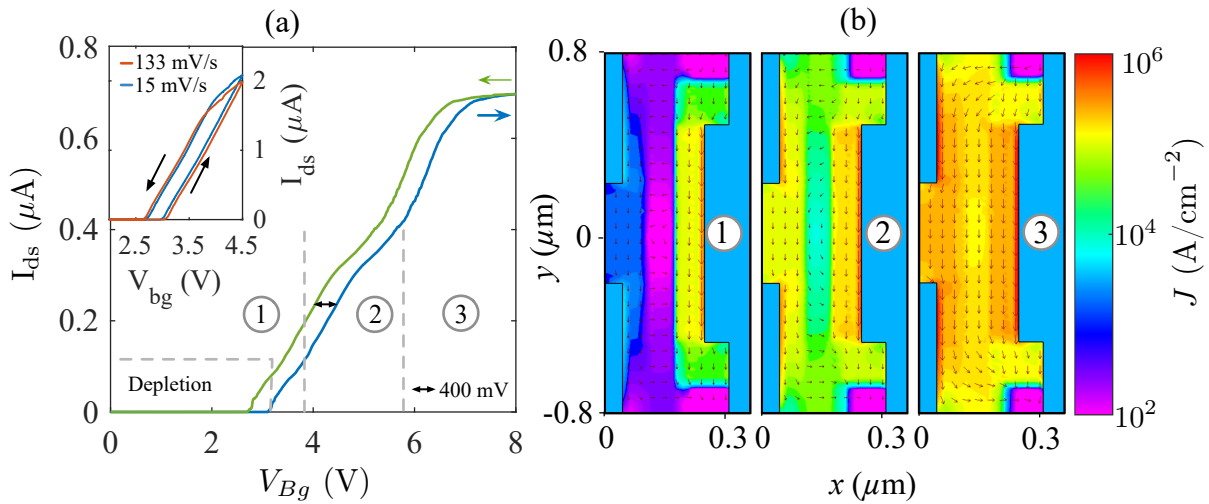 (a)
(b)
I_ds (μA)
0.8
0.6
0.4
0.2
0
0
2
4
6
8
V_Bg (V)
133 mV/s
15 mV/s
2
1
0
I_ds (μA)
2.5
3.5
4.5
V_bg (V)
1
2
3
Depletion
400 mV
y (μm)
0.8
0
-0.8
1
2
3
0
0.3
0
0.3
0
0.3
x (μm)
10^6
10^4
10^2
J (A/cm^−2)